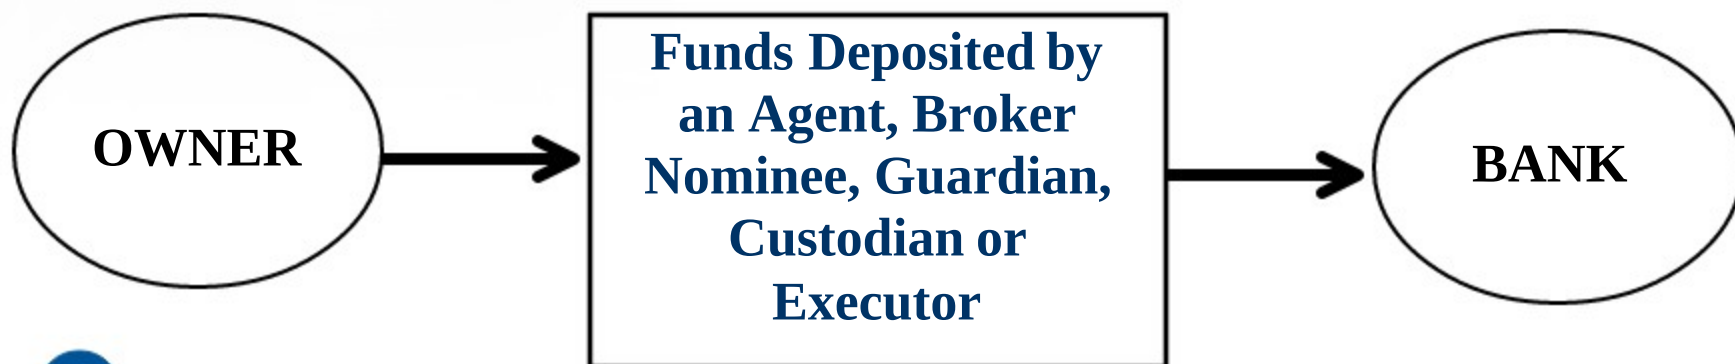 OWNER
Funds Deposited by
an Agent, Broker
Nominee, Guardian,
Custodian or
Executor
BANK